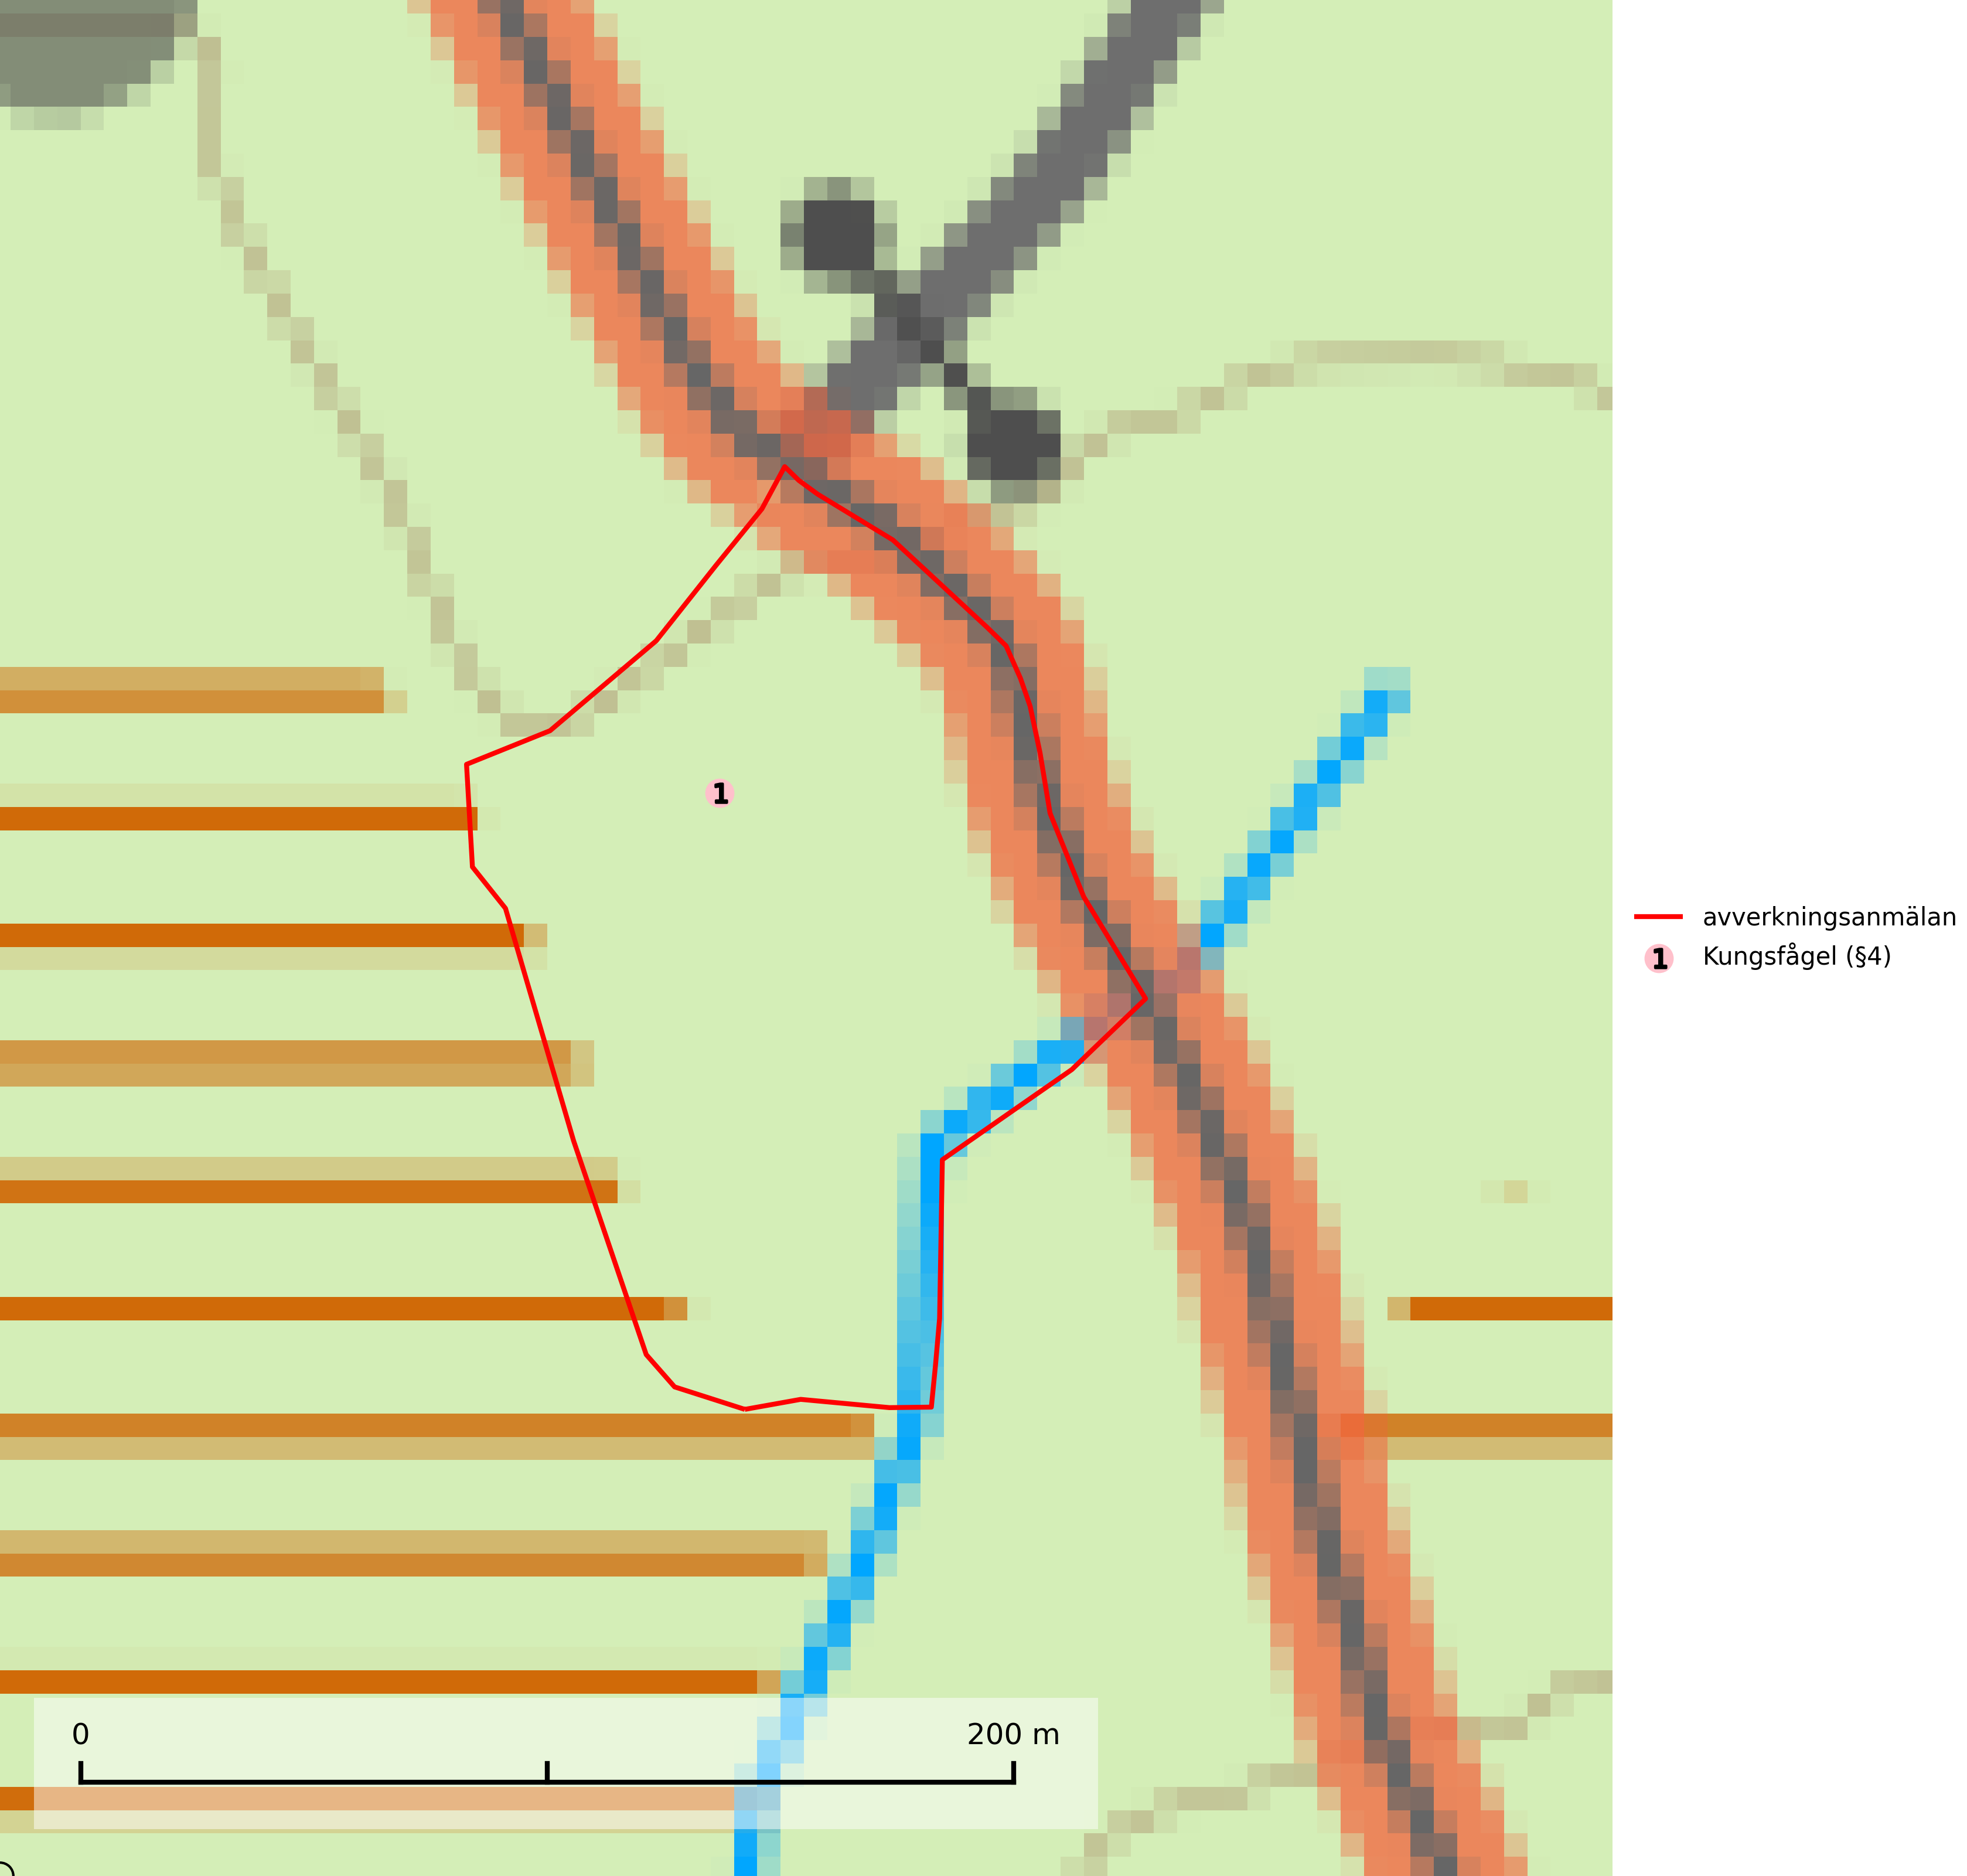 1
avverkningsanmälan
1 Kungsfågel (§4)
0 200 m